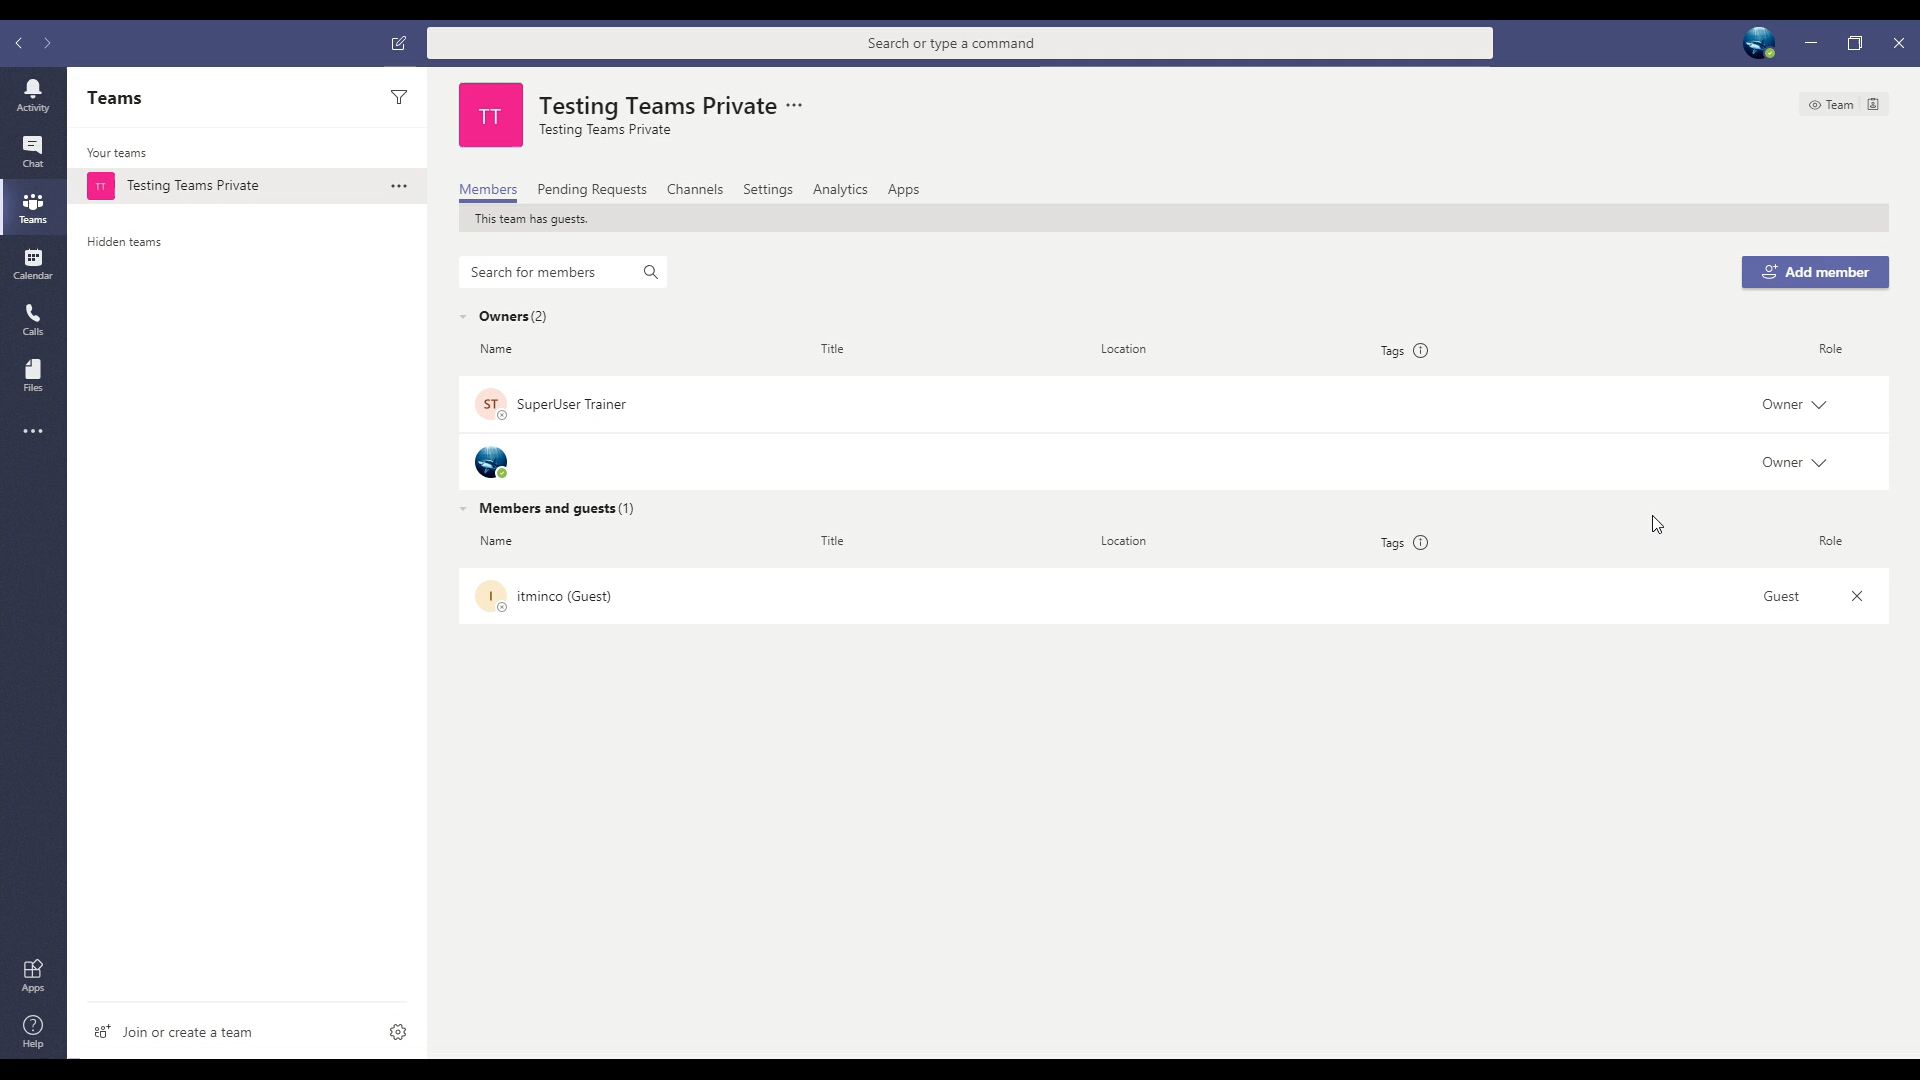 Search or type a command
Activity
Chat
Teams
Calendar
Calls
Files
Apps
Help
Teams
Your teams
TT Testing Teams Private
Hidden teams
Join or create a team
TT
Testing Teams Private
Testing Teams Private
Team
Members Pending Requests Channels Settings Analytics Apps
This team has guests.
Search for members
Add member
Owners (2)
Name Title Location Tags Role
ST SuperUser Trainer Owner
Owner
Members and guests (1)
Name Title Location Tags Role
I itminco (Guest) Guest